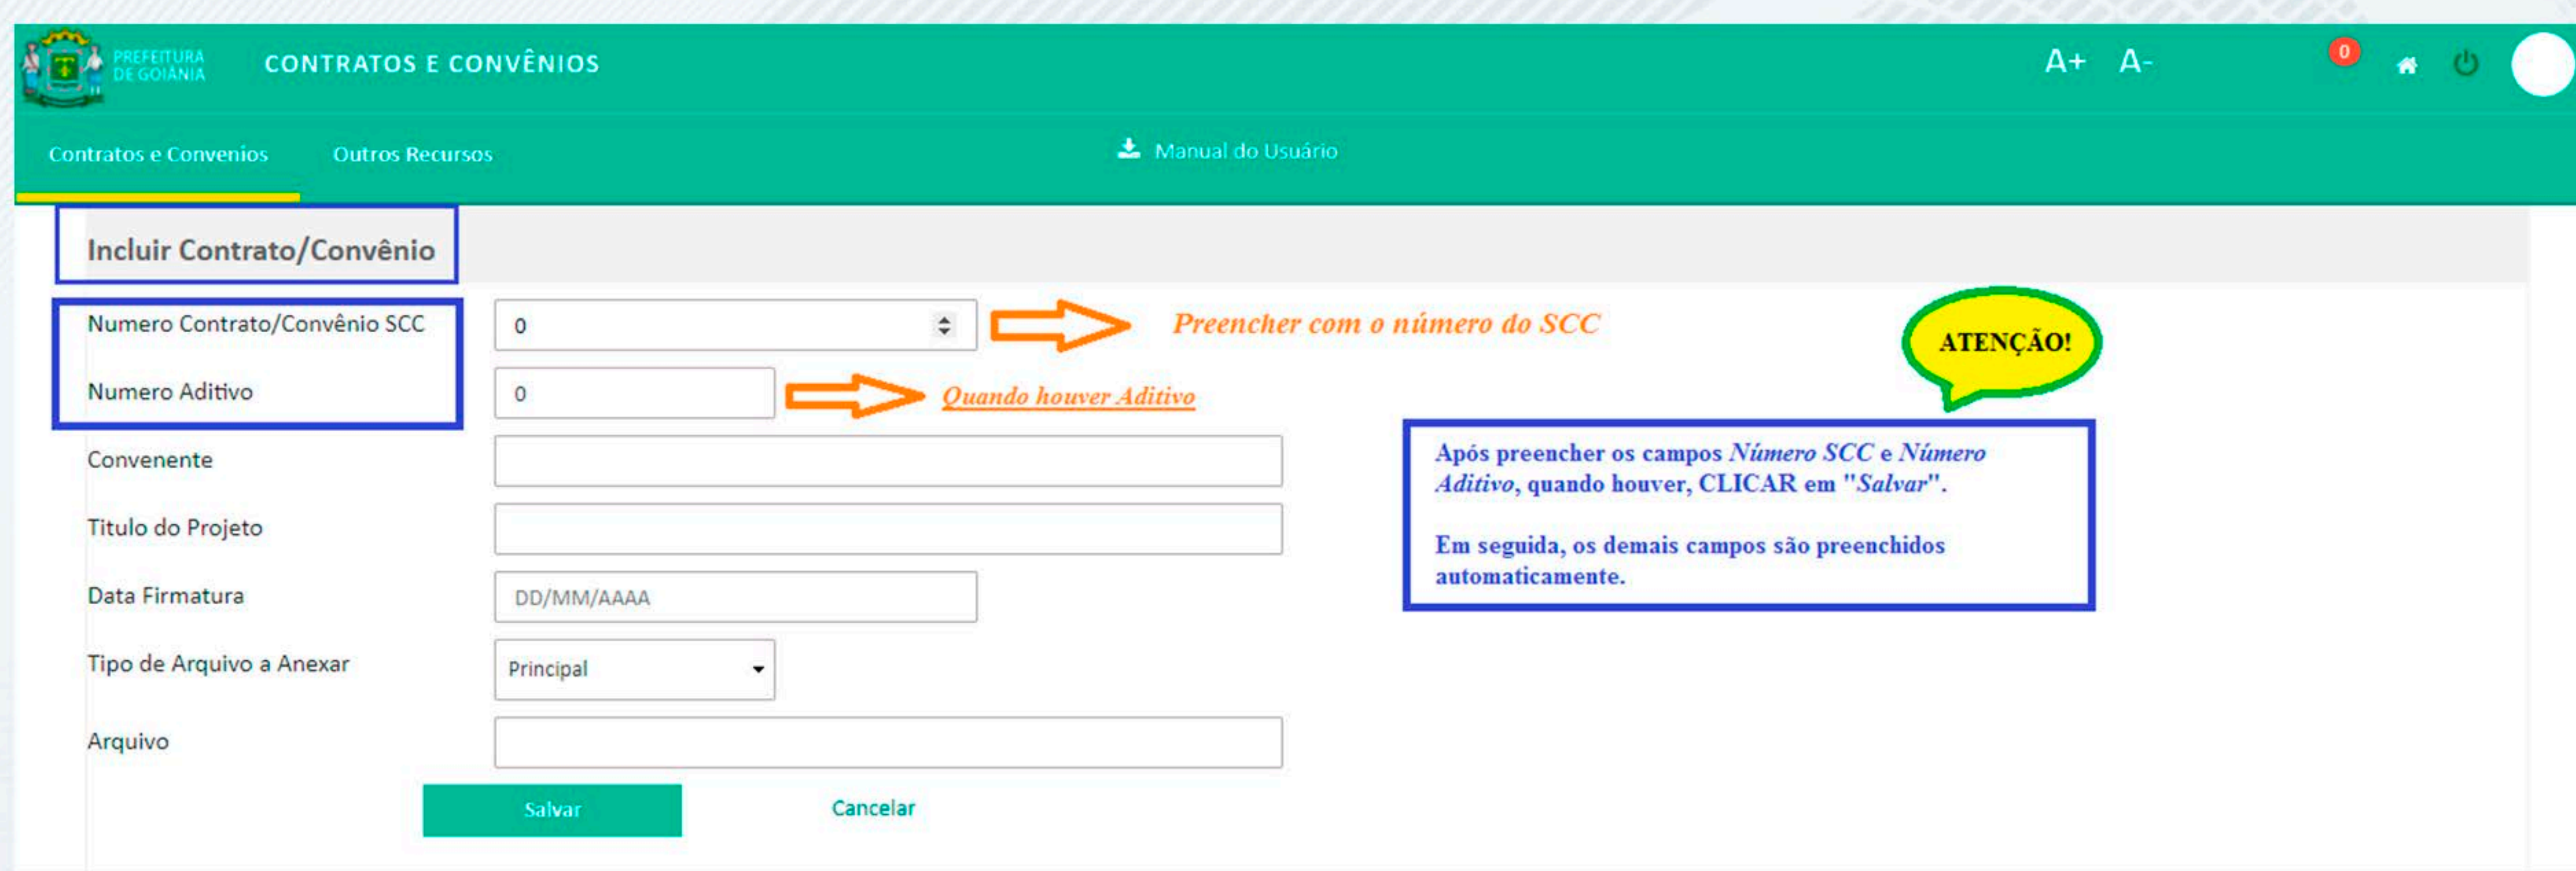 PREFEITURA
DE GOIÂNIA
CONTRATOS E CONVÊNIOS
A+ A-
0
Contratos e Convenios
Outros Recursos
Manual do Usuário
Incluir Contrato/Convênio
Numero Contrato/Convênio SCC
0
Preencher com o número do SCC
ATENÇÃO!
Numero Aditivo
0
Quando houver Aditivo
Convenente
Após preencher os campos Número SCC e Número
Aditivo, quando houver, CLICAR em "Salvar".
Titulo do Projeto
Em seguida, os demais campos são preenchidos
automaticamente.
Data Firmatura
DD/MM/AAAA
Tipo de Arquivo a Anexar
Principal
Arquivo
Salvar
Cancelar